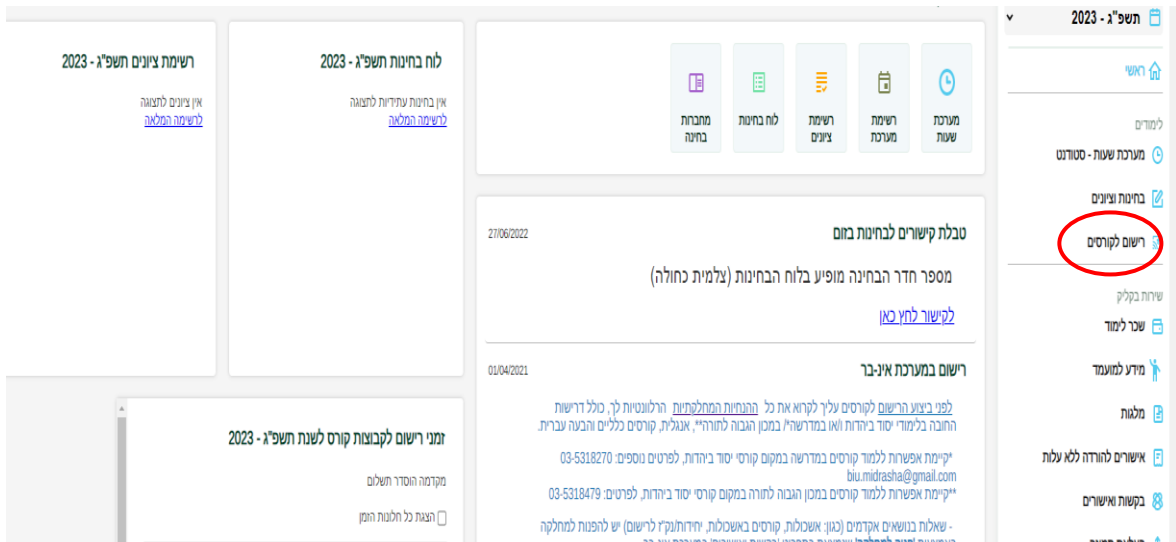 תשפ"ג - 2023
ראשי
לימודים
מערכת שעות - סטודנט
בחינות וציונים
רישום לקורסים
שירות בקליק
שכר לימוד
מידע למועמד
מלגות
אישורים להורדה ללא עלות
בקשות ואישורים
מערכת שעות
רשימת מערכת
רשימת ציונים
לוח בחינות
מחברות בחינה
טבלת קישורים לבחינות בזום
27/06/2022
מספר חדר הבחינה מופיע בלוח הבחינות (צלמית כחולה)
לקישור לחץ כאן
רישום במערכת אינ-בר
01/04/2021
לפני ביצוע הרישום לקורסים עליך לקרוא את כל ההנחיות המחלקתיות הרלוונטיות לך, כולל דרישות
החובה בלימודי יסוד ביהדות ו/או במדרשה*/ במכון הגבוה לתורה**, אנגלית, קורסים כלליים והבעה עברית.
*קיימת אפשרות ללמוד קורסים במדרשה במקום קורסי יסוד ביהדות, לפרטים נוספים: 03-5318270
biu.midrasha@gmail.com
**קיימת אפשרות ללמוד קורסים במכון הגבוה לתורה במקום קורסי יסוד ביהדות, לפרטים: 03-5318479
- שאלות בנושאים אקדמים (כגון: אשכולות, קורסים באשכולות, יחידות/נק"ז לרישום) יש להפנות למחלקה
לוח בחינות תשפ"ג - 2023
אין בחינות עתידיות לתצוגה
לרשימה המלאה
רשימת ציונים תשפ"ג - 2023
אין ציונים לתצוגה
לרשימה המלאה
זמני רישום לקבוצות קורס לשנת תשפ"ג - 2023
מקדמה הוסדר תשלום
הצגת כל חלונות הזמן